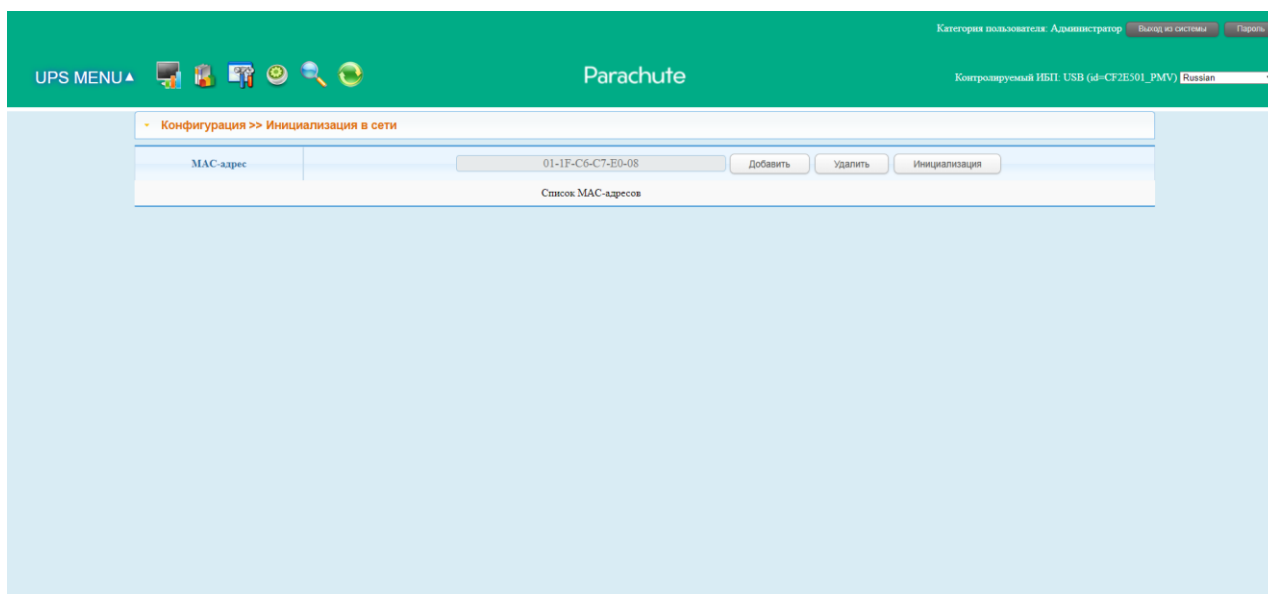 Категория пользователя: Администратор Выход из системы Пароль
UPS MENU▲ Parachute Контролируемый ИБП: USB (id=CF2E501_PMV) Russian
Конфигурация >> Инициализация в сети
MAC-адрес 01-1F-C6-C7-E0-08 Добавить Удалить Инициализация
Список MAC-адресов